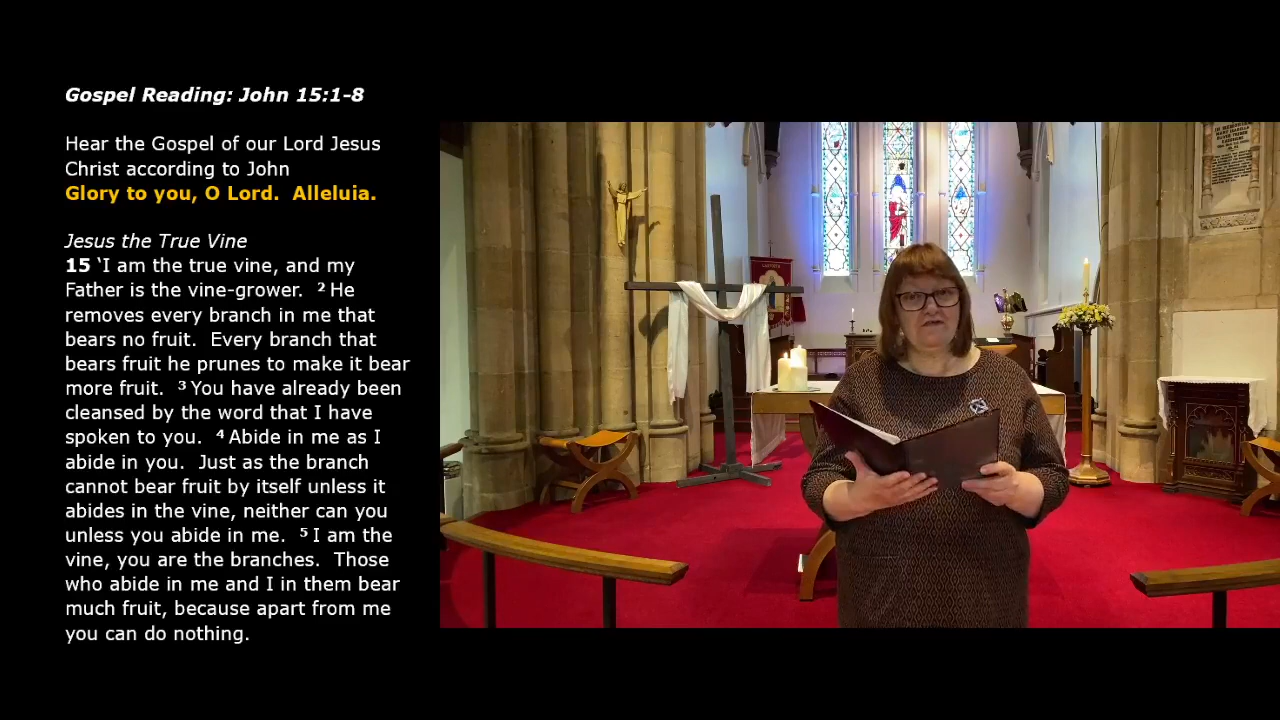 Gospel Reading: John 15:1-8
Hear the Gospel of our Lord Jesus
Christ according to John
Glory to you, O Lord.  Alleluia.
Jesus the True Vine
15 ‘I am the true vine, and my
Father is the vine-grower.  2 He
removes every branch in me that
bears no fruit.  Every branch that
bears fruit he prunes to make it bear
more fruit.  3 You have already been
cleansed by the word that I have
spoken to you.  4 Abide in me as I
abide in you.  Just as the branch
cannot bear fruit by itself unless it
abides in the vine, neither can you
unless you abide in me.  5 I am the
vine, you are the branches.  Those
who abide in me and I in them bear
much fruit, because apart from me
you can do nothing.